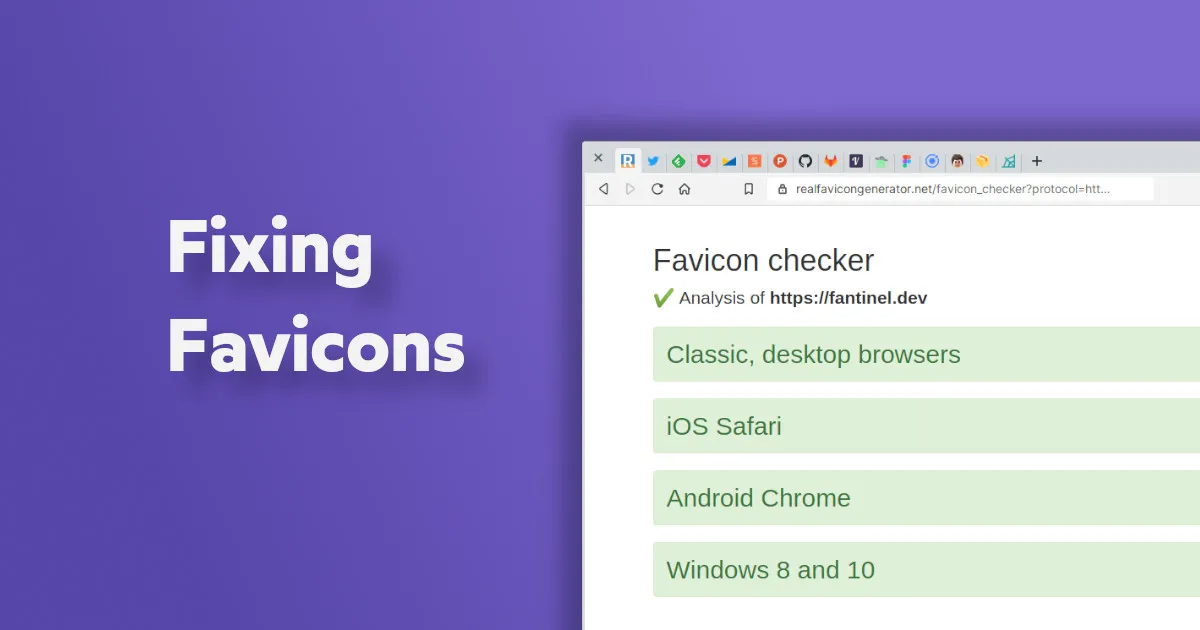 Fixing
Favicons
realfavicongenerator.net/favicon_checker?protocol=htt...
Favicon checker
Analysis of https://fantinel.dev
Classic, desktop browsers
iOS Safari
Android Chrome
Windows 8 and 10